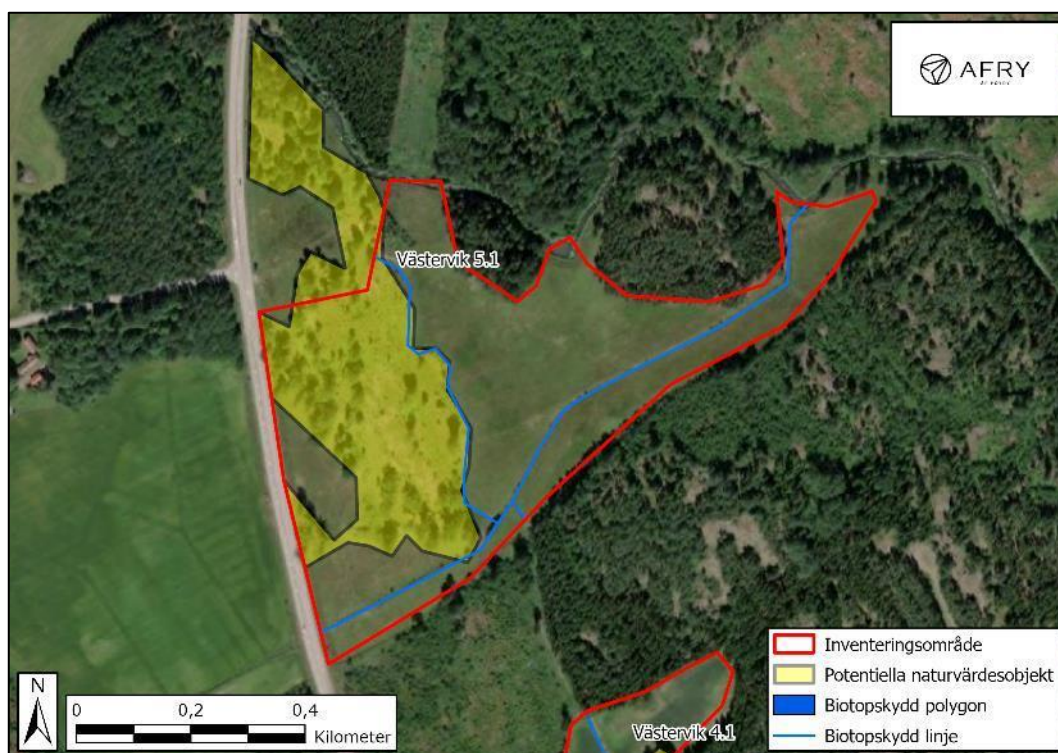 AFRY
Västervik 5.1
Västervik 4.1
N
0 0,2 0,4
Kilometer
Inventeringsområde
Potentiella naturvärdesobjekt
Biotopskydd polygon
Biotopskydd linje